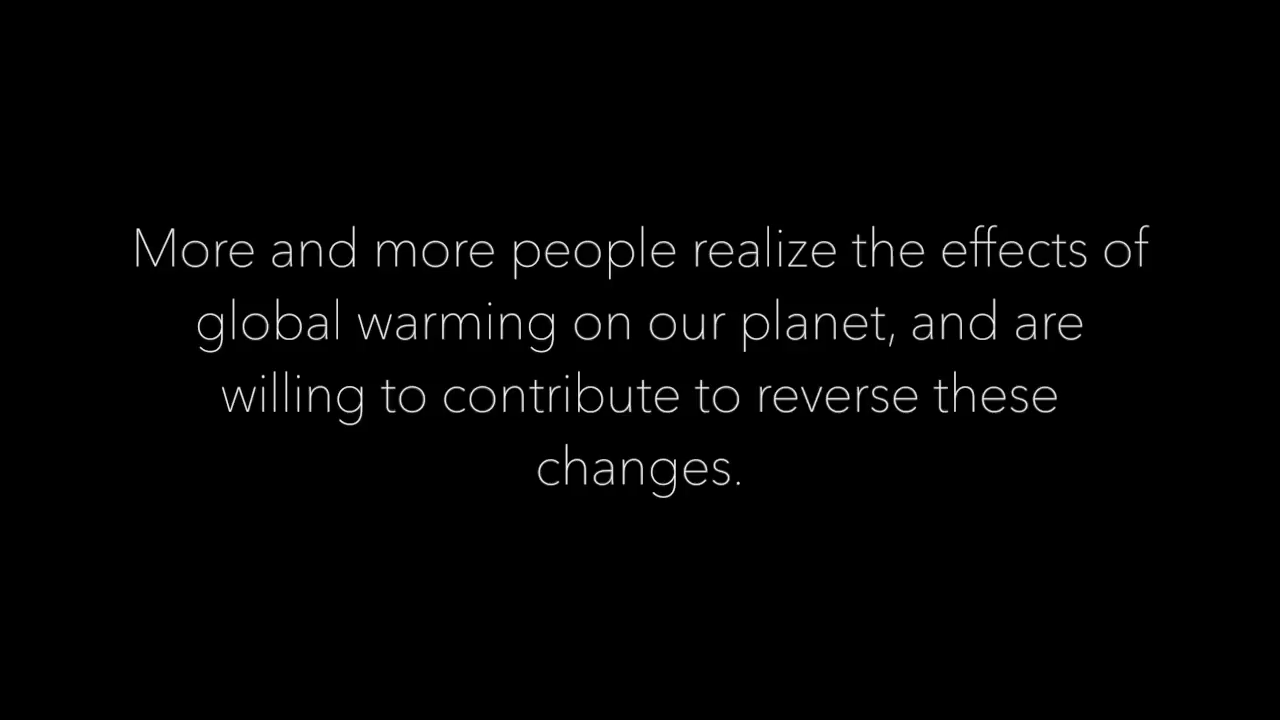 More and more people realize the effects of
global warming on our planet, and are
willing to contribute to reverse these
changes.